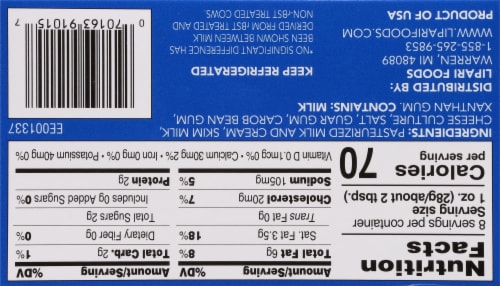 Nutrition
Facts
8 servings per container
Serving size
1 oz. (28g/about 2 tbsp.)
Calories
per serving
70
Amount/Serving %DV
Total Fat 6g 8%
Sat. Fat 3.5g 18%
Trans Fat 0g
Cholesterol 20mg 7%
Sodium 105mg 5%
Amount/Serving %DV
Total Carb. 2g 1%
Dietary Fiber 0g 0%
Total Sugars 2g
Includes 0g Added Sugars 0%
Protein 2g
Vitamin D 0.1mcg 0% • Calcium 30mg 2% • Iron 0mg 0% • Potassium 40mg 0%
INGREDIENTS: PASTEURIZED MILK AND CREAM, SKIM MILK,
CHEESE CULTURE, SALT, GUAR GUM, CAROB BEAN GUM,
XANTHAN GUM. CONTAINS: MILK.
DISTRIBUTED BY:
LIPARI FOODS
WARREN, MI 48089
1-855-265-9853
WWW.LIPARIFOODS.COM
PRODUCT OF USA
KEEP REFRIGERATED
*NO SIGNIFICANT DIFFERENCE HAS
BEEN SHOWN BETWEEN MILK
DERIVED FROM rBST TREATED AND
NON-rBST TREATED COWS.
EE001337
0 70163 91015 7